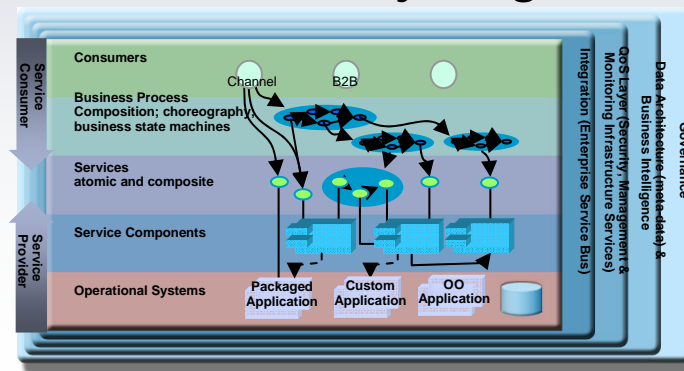 Consumers
Channel
B2B
Business Process
Composition; choreography;
business state machines
Services
atomic and composite
Service Components
Operational Systems
Packaged
Application
Custom
Application
OO
Application
Service
Consumer
Service
Provider
Integration (Enterprise Service Bus)
QoS Layer (Security, Management &
Monitoring Infrastructure Services)
Data Architecture (meta-data) &
Business Intelligence
Governance